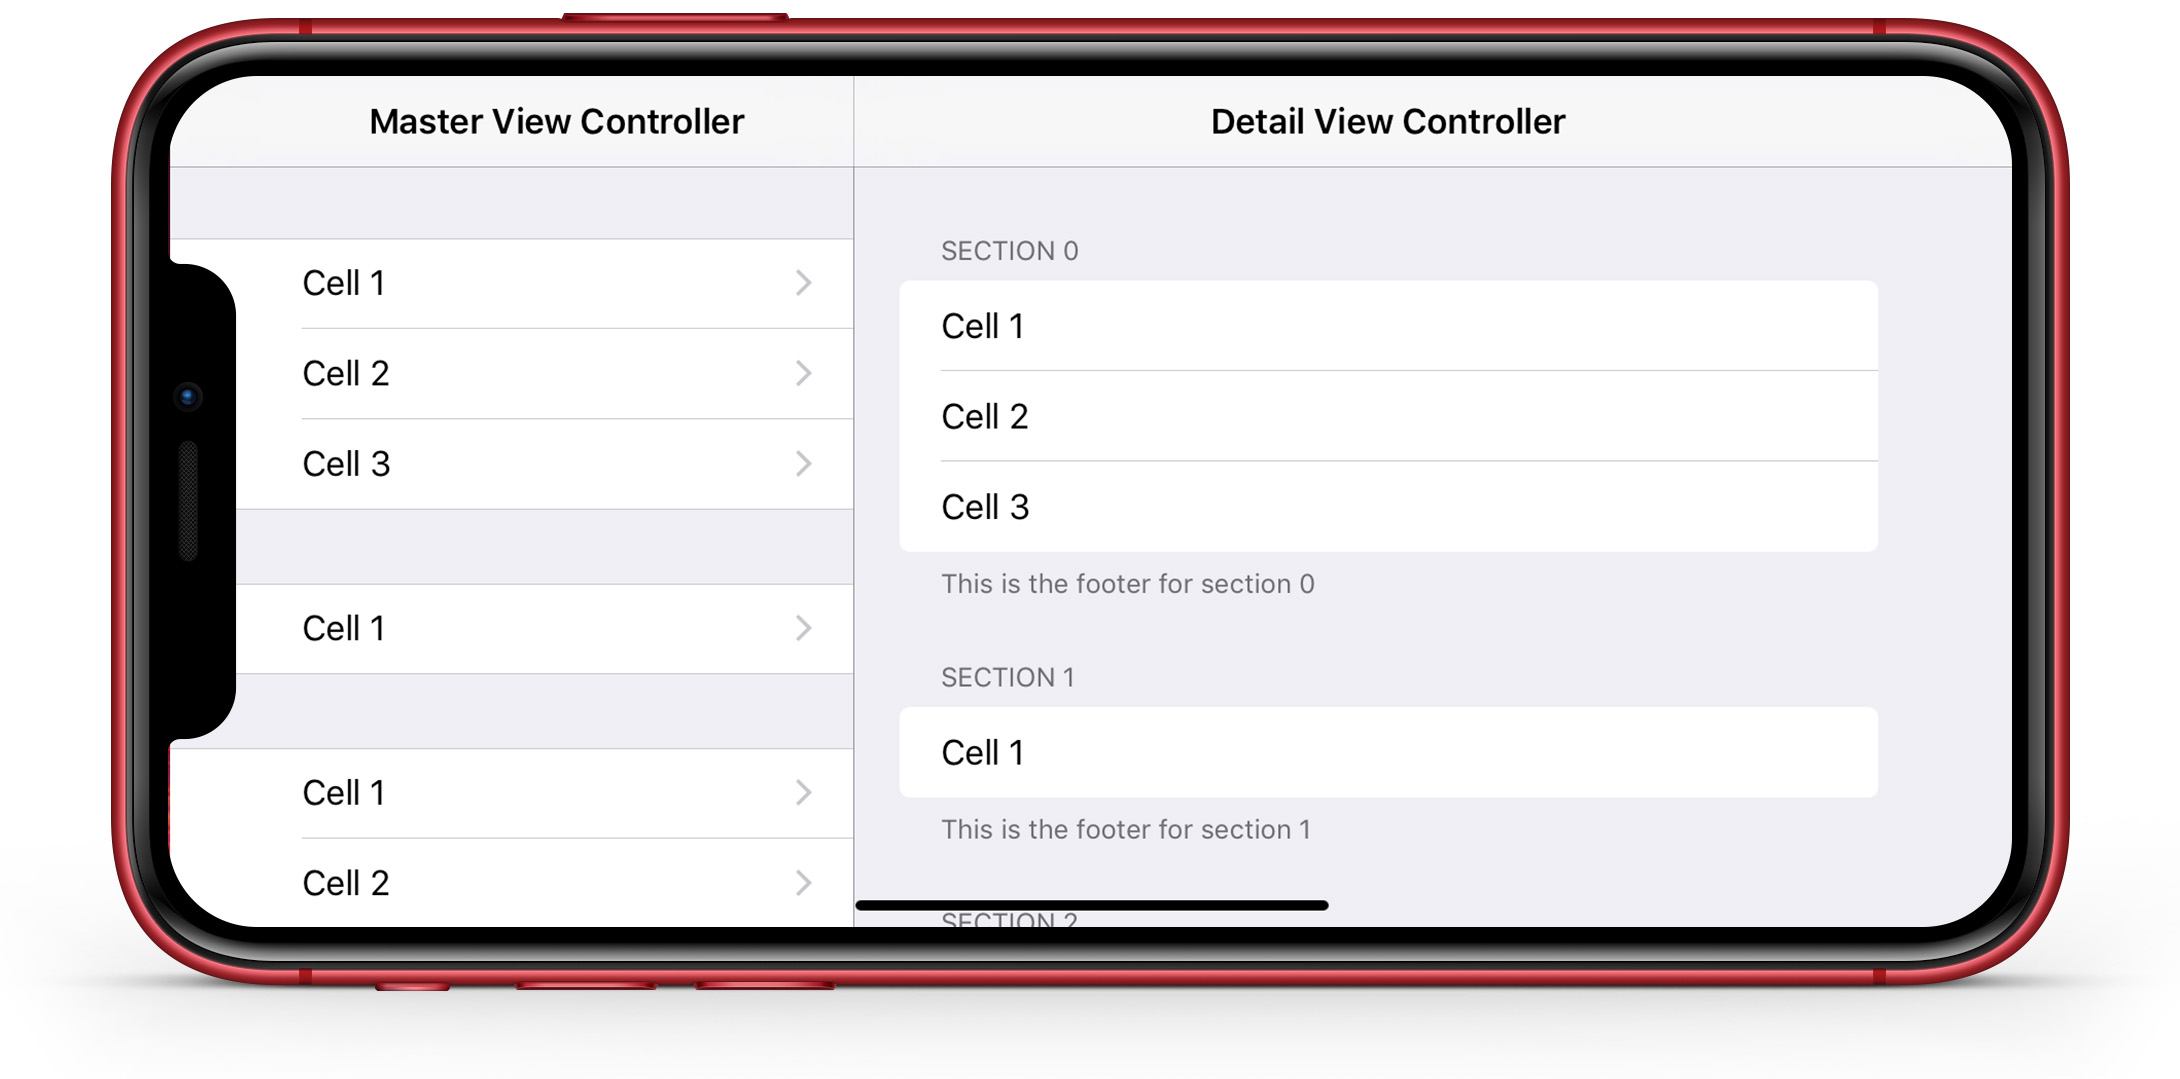 Master View Controller
Cell 1
Cell 2
Cell 3
Cell 1
Cell 1
Cell 2
Detail View Controller
SECTION 0
Cell 1
Cell 2
Cell 3
This is the footer for section 0
SECTION 1
Cell 1
This is the footer for section 1
SECTION 2